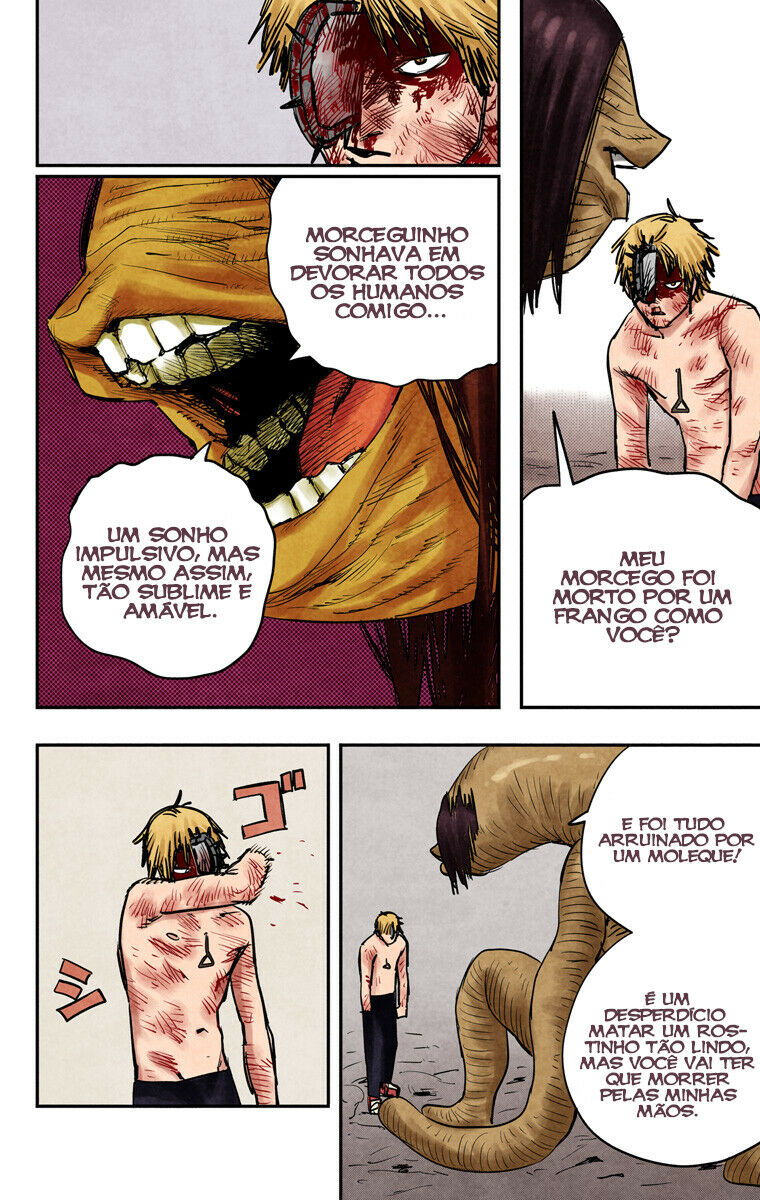 MEU
MORCEGO FOI
MORTO POR UM
FRANGO COMO
VOCÊ?
MORCEGUINHO
SONHAVA EM
DEVORAR TODOS
OS HUMANOS
COMIGO...
UM SONHO
IMPULSIVO, MAS
MESMO ASSIM,
TÃO SUBLIME E
AMÁVEL.
E FOI TUDO
ARRUINADO POR
UM MOLEQUE!
É UM
DESPERDÍCIO
MATAR UM ROS-
TINHO TÃO LINDO,
MAS VOCÊ VAI TER
QUE MORRER
PELAS MINHAS
MÃOS.
ゴ
シ